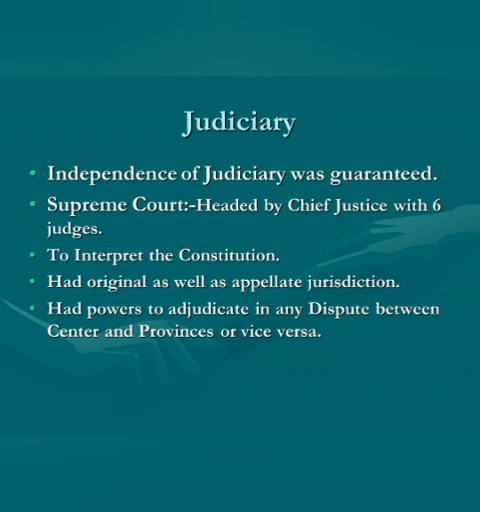 Judiciary
• Independence of Judiciary was guaranteed.
• Supreme Court:-Headed by Chief Justice with 6
judges.
• To Interpret the Constitution.
• Had original as well as appellate jurisdiction.
• Had powers to adjudicate in any Dispute between
Center and Provinces or vice versa.